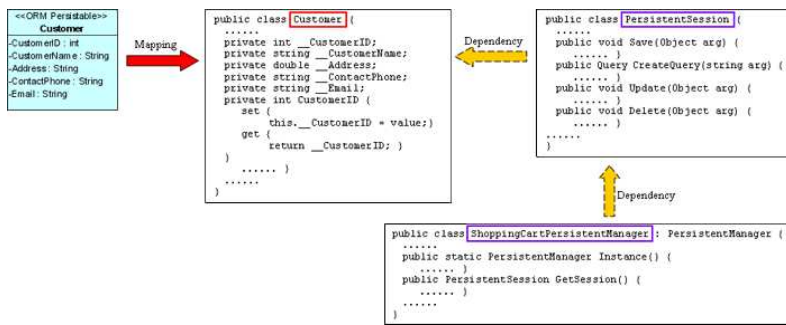 <<ORM Persistable>>
Customer
-CustomerID : int
-CustomerName : String
-Address : String
-ContactPhone : String
-Email : String
Mapping
public class Customer {
......
private int __CustomerID;
private string __CustomerName;
private double __Address;
private string __ContactPhone;
private string __Email;
private int CustomerID {
set {
this.__CustomerID = value;}
get {
return __CustomerID; }
}
...... }
......
}
Dependency
public class PersistentSession {
......
public void Save(Object arg) {
...... }
public Query CreateQuery(string arg) {
...... }
public void Update(Object arg) {
...... }
public void Delete(Object arg) {
...... }
......
}
Dependency
public class ShoppingCartPersistentManager : PersistentManager {
......
public static PersistentManager Instance() {
...... }
public PersistentSession GetSession() {
...... }
......
}